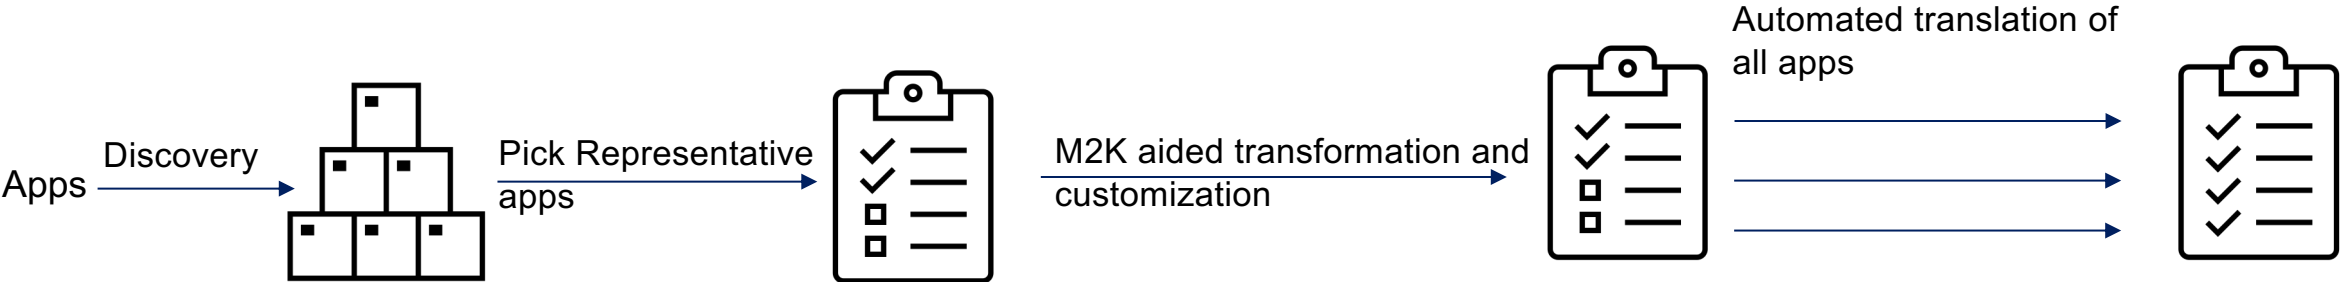 Apps
Discovery
Pick Representative
apps
M2K aided transformation and
customization
Automated translation of
all apps